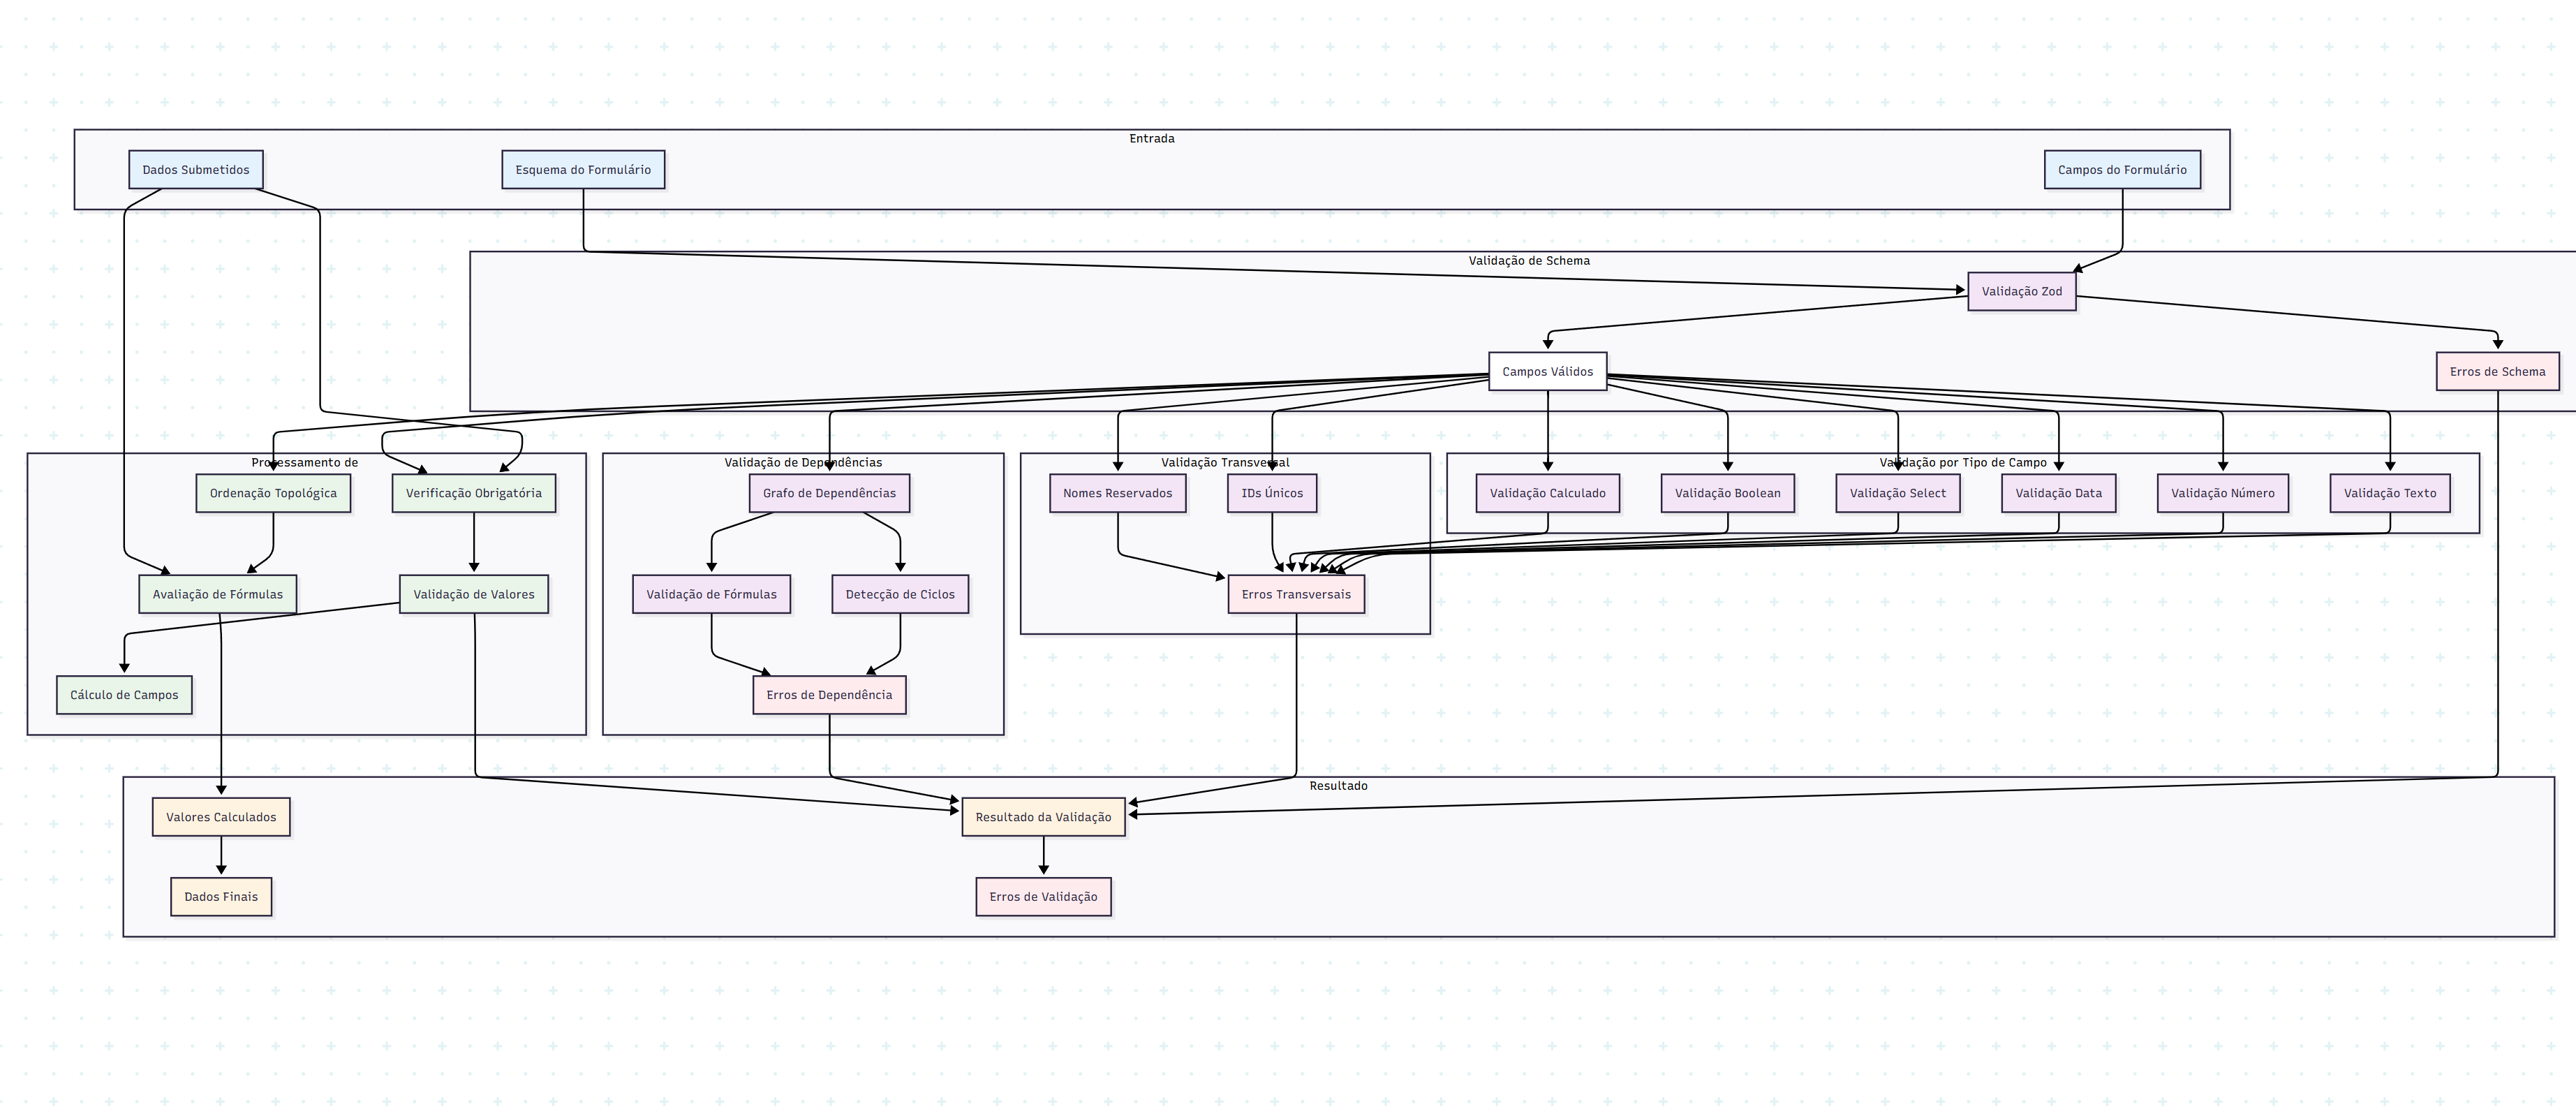 Entrada
Dados Submetidos
Esquema do Formulário
Campos do Formulário
Validação de Schema
Validação Zod
Campos Válidos
Erros de Schema
Processamento de
Ordenação Topológica
Verificação Obrigatória
Avaliação de Fórmulas
Validação de Valores
Cálculo de Campos
Validação de Dependências
Grafo de Dependências
Validação de Fórmulas
Detecção de Ciclos
Erros de Dependência
Validação Transversal
Nomes Reservados
IDs Únicos
Erros Transversais
Validação por Tipo de Campo
Validação Calculado
Validação Boolean
Validação Select
Validação Data
Validação Número
Validação Texto
Resultado
Valores Calculados
Resultado da Validação
Dados Finais
Erros de Validação